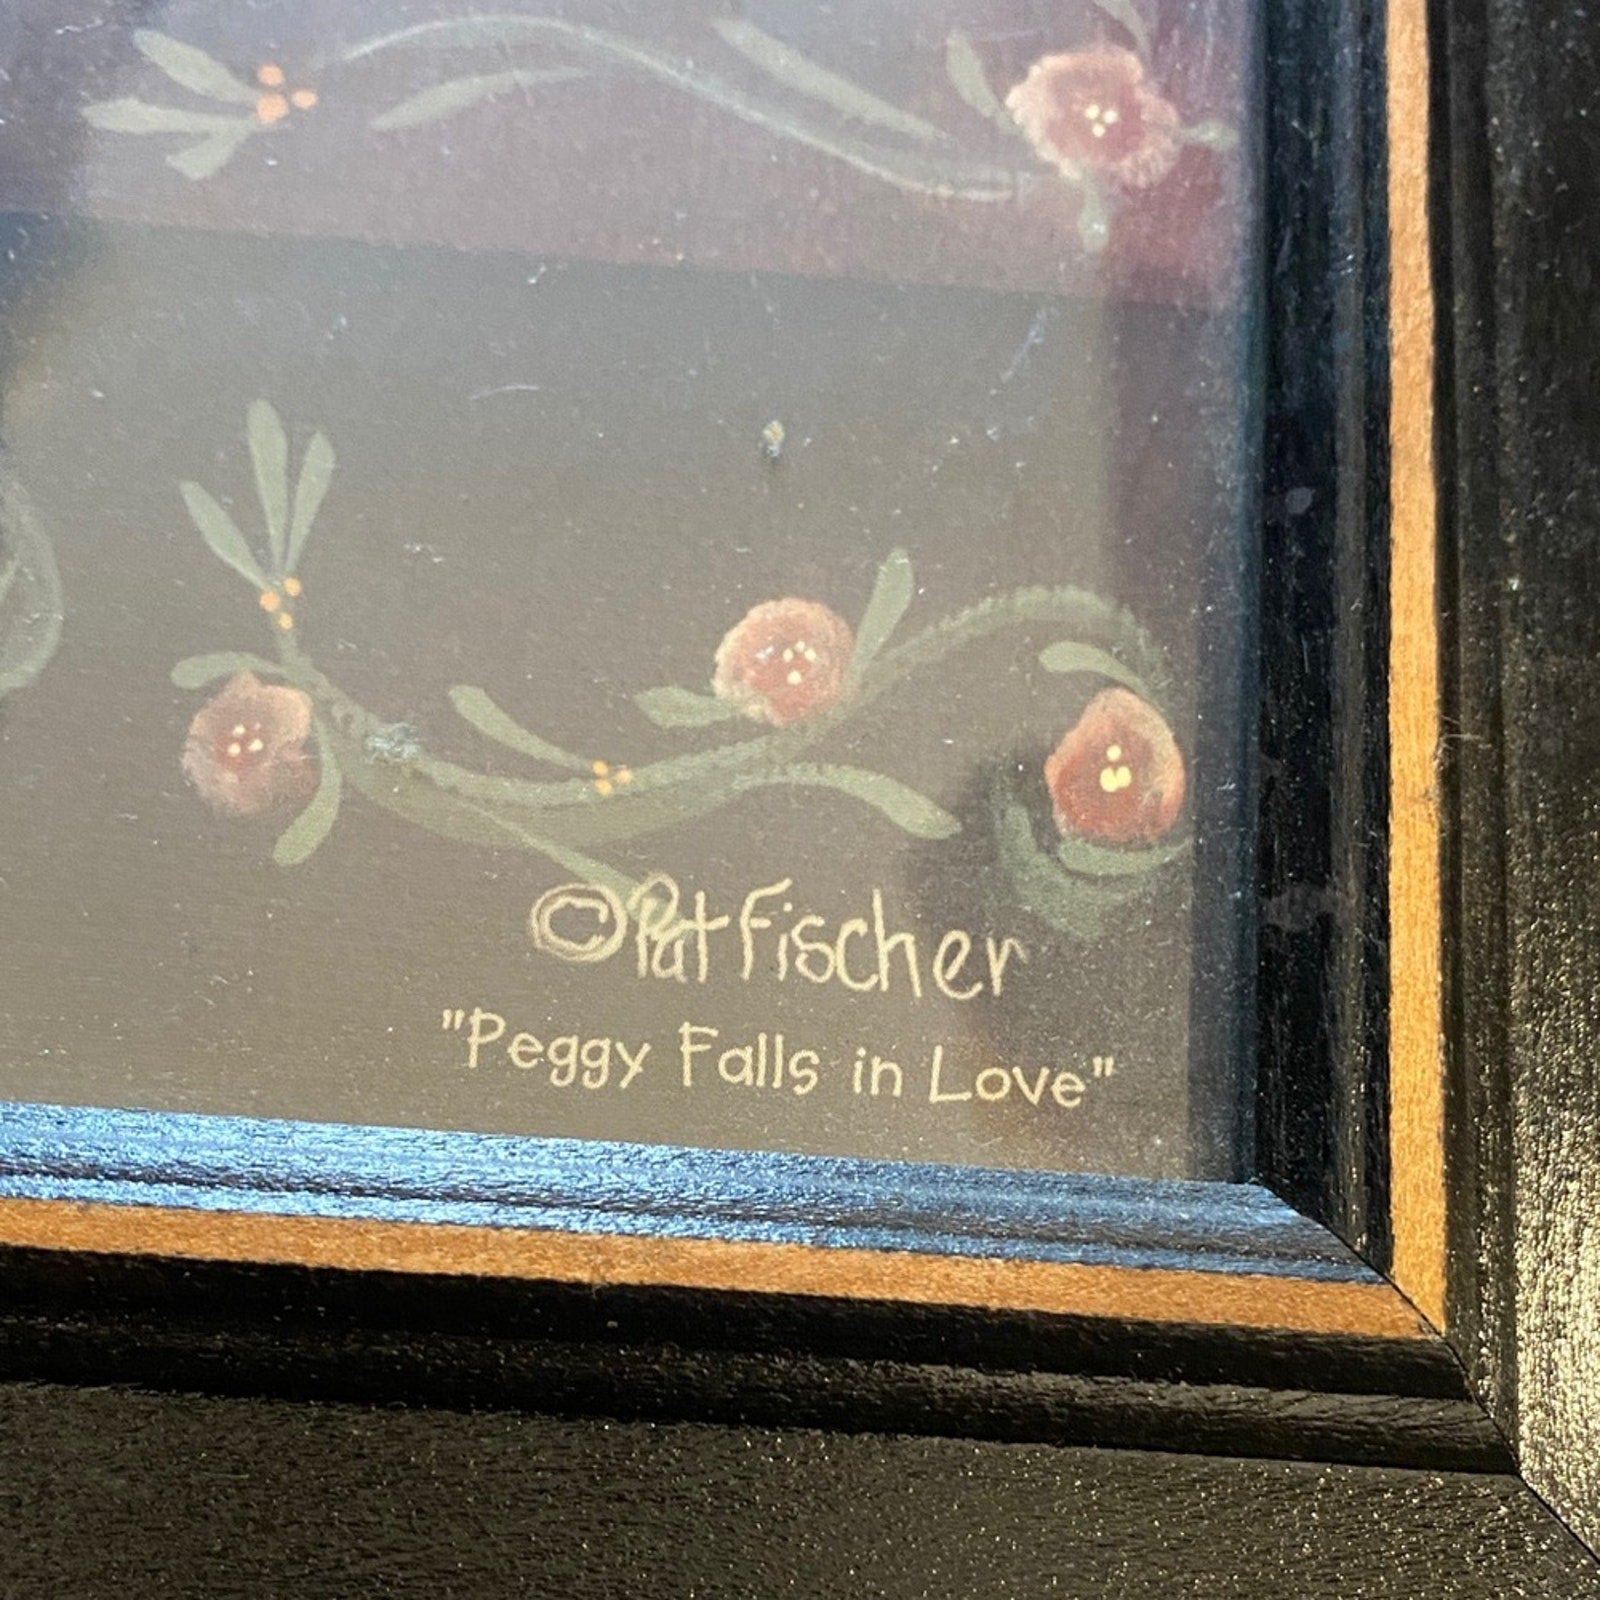 ©Pat Fischer
"Peggy Falls in Love"